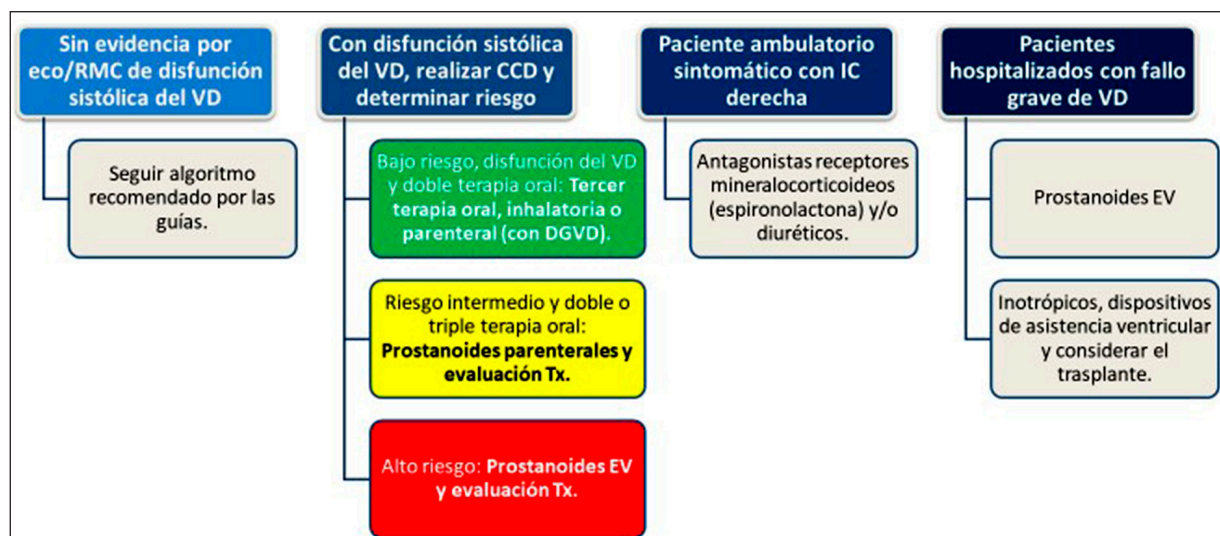 Sin evidencia por
eco/RMC de disfunción
sistólica del VD
Seguir algoritmo
recomendado por las
guías.
Con disfunción sistólica
del VD, realizar CCD y
determinar riesgo
Bajo riesgo, disfunción del VD
y doble terapia oral: Tercer
terapia oral, inhalatoria o
parenteral (con DGVD).
Riesgo intermedio y doble o
triple terapia oral:
Prostanoides parenterales y
evaluación Tx.
Alto riesgo: Prostanoides EV
y evaluación Tx.
Paciente ambulatorio
sintomático con IC
derecha
Antagonistas receptores
mineralocorticoideos
(espironolactona) y/o
diuréticos.
Pacientes
hospitalizados con fallo
grave de VD
Prostanoides EV
Inotrópicos, dispositivos
de asistencia ventricular
y considerar el
trasplante.